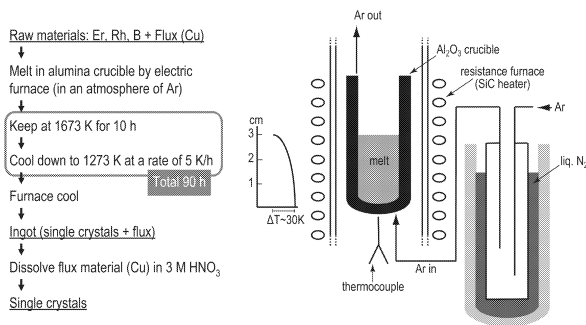 Raw materials: Er, Rh, B + Flux (Cu)
Melt in alumina crucible by electric
furnace (in an atmosphere of Ar)
Keep at 1673 K for 10 h
Cool down to 1273 K at a rate of 5 K/h
Total 90 h
Furnace cool
Ingot (single crystals + flux)
Dissolve flux material (Cu) in 3 M HNO₃
Single crystals
Ar out
Al₂O₃ crucible
resistance furnace
(SiC heater)
Ar
cm
3
2
1
ΔT~30K
melt
liq. N₂
Ar in
thermocouple